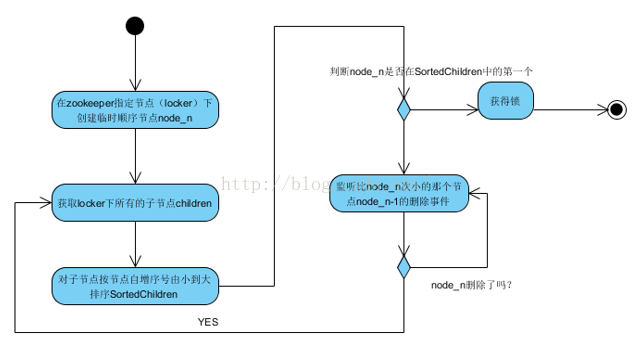 在zookeeper指定节点（locker）下
创建临时顺序节点node_n
获取locker下所有的子节点children
对子节点按节点自增序号由小到大
排序SortedChildren
YES
判断node_n是否在SortedChildren中的第一个
获得锁
监听比node_n次小的那个节
点node_n-1的删除事件
node_n删除了吗?
http://blog.